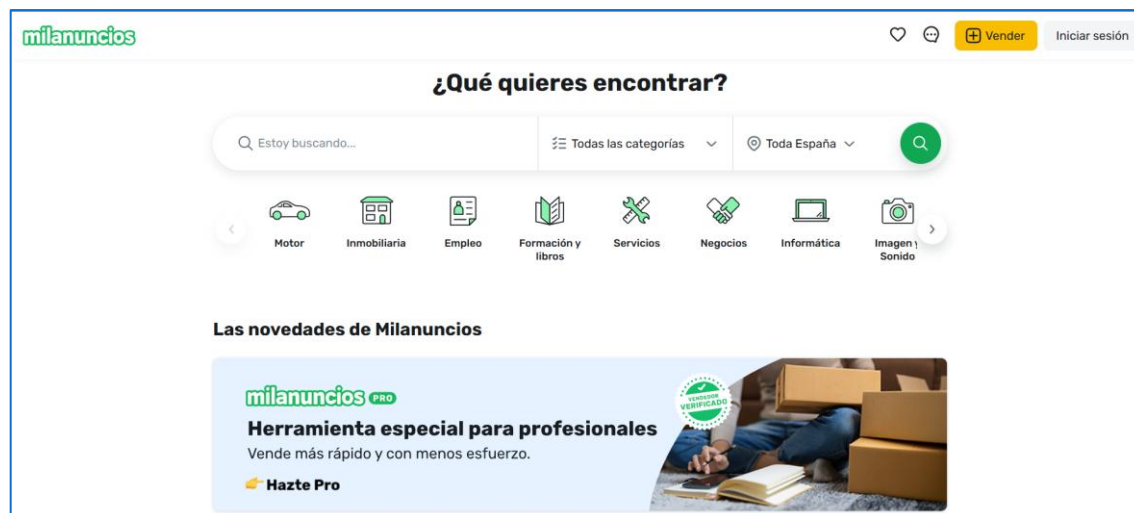 milanuncios
Vender
Iniciar sesión
¿Qué quieres encontrar?
Estoy buscando...
Todas las categorías
Toda España
Motor
Inmobiliaria
Empleo
Formación y
libros
Servicios
Negocios
Informática
Imagen y
Sonido
Las novedades de Milanuncios
milanuncios PRO
VENDEDOR
VERIFICADO
Herramienta especial para profesionales
Vende más rápido y con menos esfuerzo.
Hazte Pro